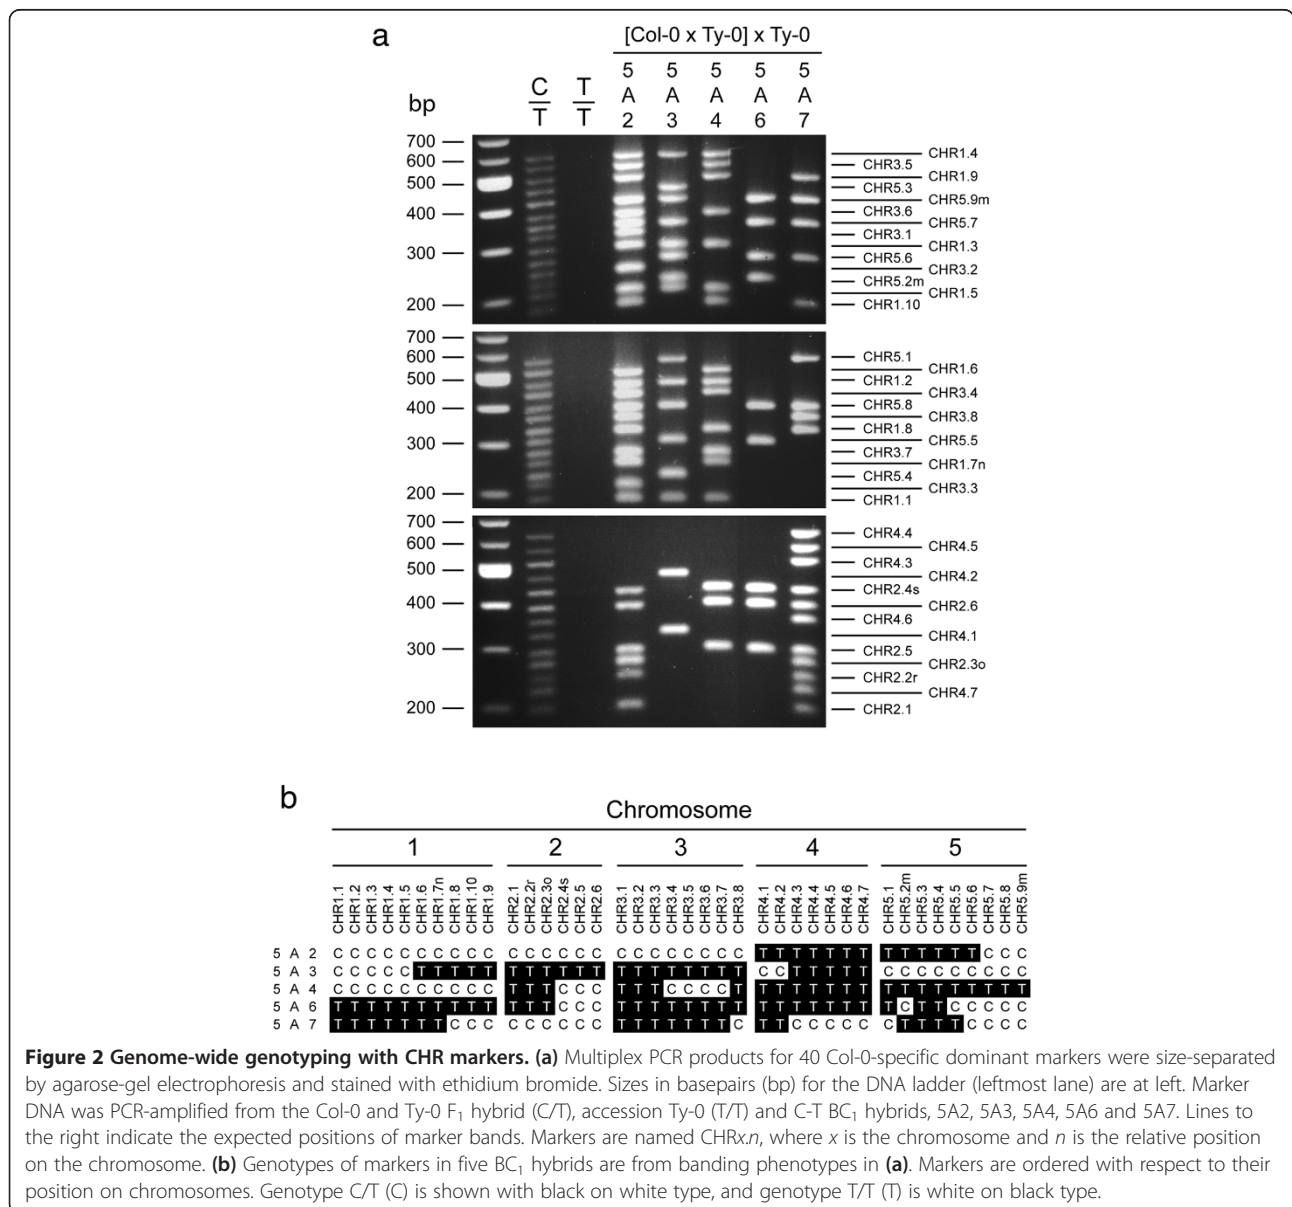 a
[Col-0 x Ty-0] x Ty-0
bp
C/T
T/T
5 A 2
5 A 3
5 A 4
5 A 6
5 A 7
700
600
500
400
300
200
CHR1.4
CHR3.5
CHR1.9
CHR5.3
CHR5.9m
CHR3.6
CHR5.7
CHR3.1
CHR1.3
CHR5.6
CHR3.2
CHR5.2m
CHR1.5
CHR1.10
700
600
500
400
300
200
CHR5.1
CHR1.6
CHR1.2
CHR3.4
CHR5.8
CHR3.8
CHR1.8
CHR5.5
CHR3.7
CHR1.7n
CHR5.4
CHR3.3
CHR1.1
700
600
500
400
300
200
CHR4.4
CHR4.5
CHR4.3
CHR4.2
CHR2.4s
CHR2.6
CHR4.6
CHR4.1
CHR2.5
CHR2.3o
CHR2.2r
CHR4.7
CHR2.1
b
Chromosome
1 2 3 4 5
CHR1.1 CHR1.2 CHR1.3 CHR1.4 CHR1.5 CHR1.6 CHR1.7n CHR1.8 CHR1.10 CHR1.9 CHR2.1 CHR2.2r CHR2.3o CHR2.4s CHR2.5 CHR2.6 CHR3.1 CHR3.2 CHR3.3 CHR3.4 CHR3.5 CHR3.6 CHR3.7 CHR3.8 CHR4.1 CHR4.2 CHR4.3 CHR4.4 CHR4.5 CHR4.6 CHR4.7 CHR5.1 CHR5.2m CHR5.3 CHR5.4 CHR5.5 CHR5.6 CHR5.7 CHR5.8 CHR5.9m
5 A 2 C C C C C C C C C C C C C C C C C C C C C C C C T T T T T T T T T T T T T C C C
5 A 3 C C C C C T T T T T T T T T T T T T T T T T T T C C T T T T T C C C C C C C C C
5 A 4 C C C C C C C C C C T T T C C C T T T C C C C T T T T T T T T T T T T T T T T T
5 A 6 T T T T T T T T T T T T T C C C T T T T T T T T T T T T T T T T C T T C C C C C
5 A 7 T T T T T T T C C C C C C C C C T T T T T T T C T T C C C C C C T T T T C C C C
Figure 2 Genome-wide genotyping with CHR markers. (a) Multiplex PCR products for 40 Col-0-specific dominant markers were size-separated
by agarose-gel electrophoresis and stained with ethidium bromide. Sizes in basepairs (bp) for the DNA ladder (leftmost lane) are at left. Marker
DNA was PCR-amplified from the Col-0 and Ty-0 F1 hybrid (C/T), accession Ty-0 (T/T) and C-T BC1 hybrids, 5A2, 5A3, 5A4, 5A6 and 5A7. Lines to
the right indicate the expected positions of marker bands. Markers are named CHRx.n, where x is the chromosome and n is the relative position
on the chromosome. (b) Genotypes of markers in five BC1 hybrids are from banding phenotypes in (a). Markers are ordered with respect to their
position on chromosomes. Genotype C/T (C) is shown with black on white type, and genotype T/T (T) is white on black type.